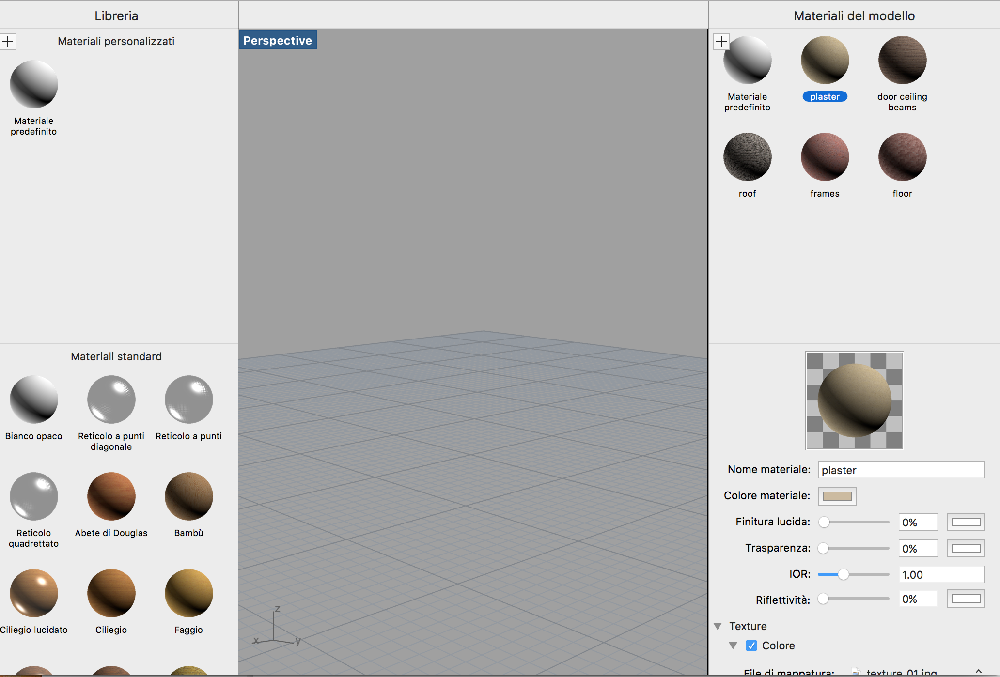 Libreria
Materiali personalizzati
Materiale
predefinito
Materiali standard
Bianco opaco
Reticolo a punti
diagonale
Reticolo a punti
Reticolo
quadrettato
Abete di Douglas
Bambù
Ciliegio lucidato
Ciliegio
Faggio
Perspective
z
x
y
Materiali del modello
Materiale
predefinito
plaster
door ceiling
beams
roof
frames
floor
Nome materiale: plaster
Colore materiale:
Finitura lucida: 0%
Trasparenza: 0%
IOR: 1.00
Riflettività: 0%
Texture
Colore
File di mappatura: texture_01.jpg